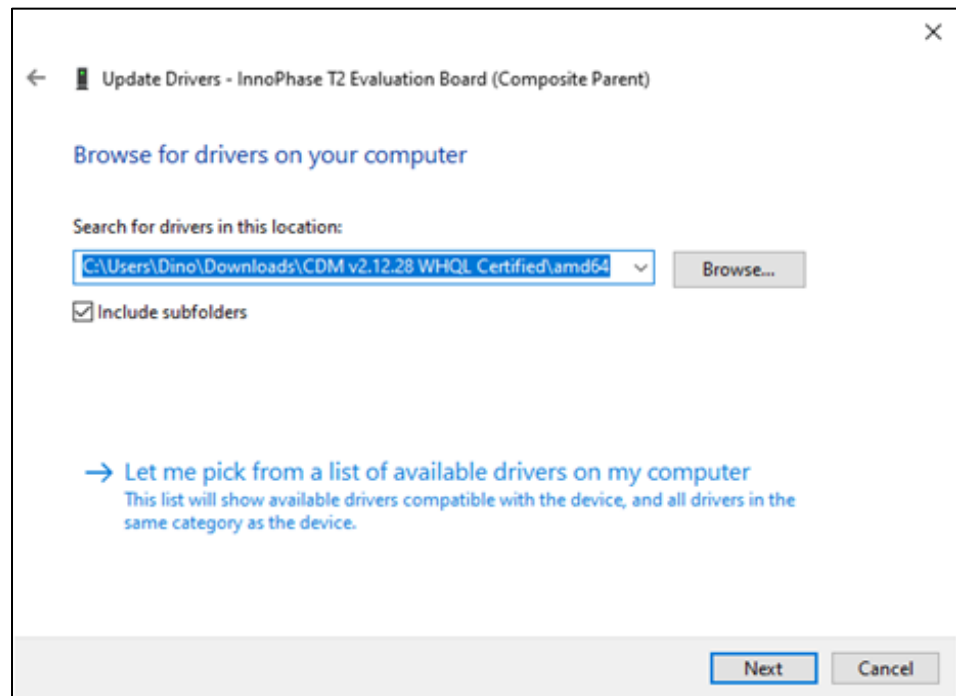 Update Drivers - InnoPhase T2 Evaluation Board (Composite Parent)
Browse for drivers on your computer
Search for drivers in this location:
C:\Users\Dino\Downloads\CDM v2.12.28 WHQL Certified\amd64
Browse...
Include subfolders
Let me pick from a list of available drivers on my computer
This list will show available drivers compatible with the device, and all drivers in the
same category as the device.
Next
Cancel